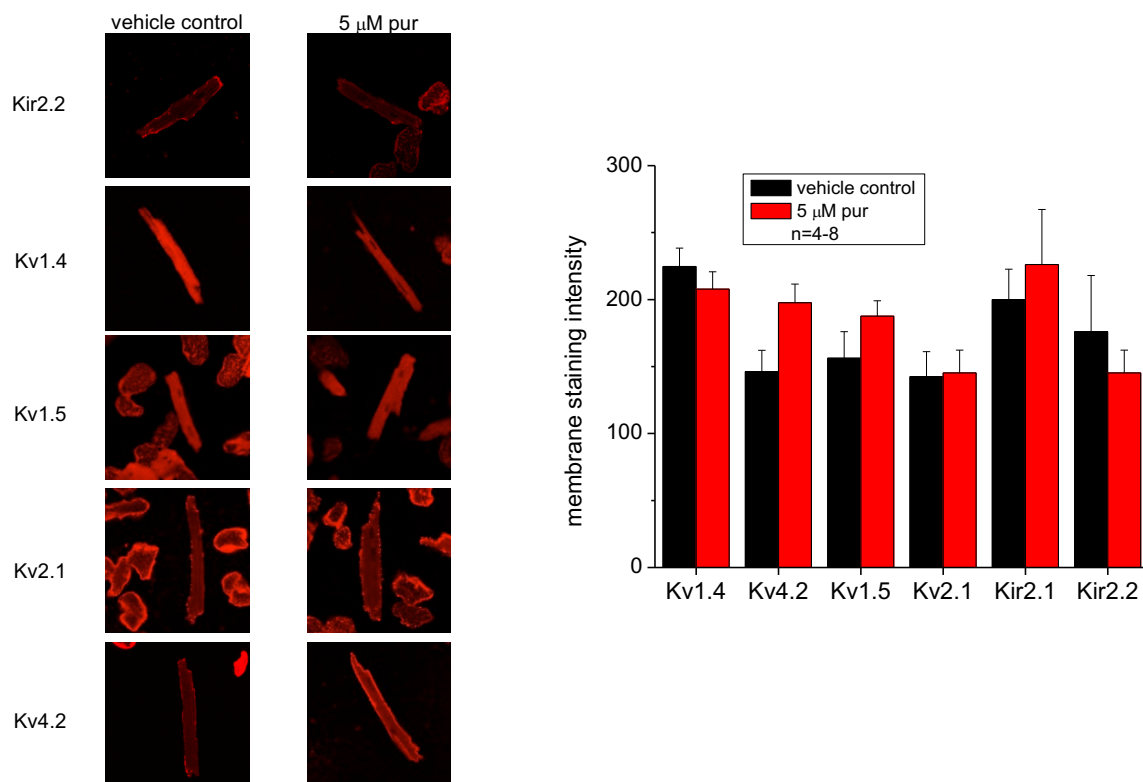 vehicle control 5 μM pur
Kir2.2
Kv1.4
Kv1.5
Kv2.1
Kv4.2
300
200
100
0
membrane staining intensity
vehicle control
5 μM pur
n=4-8
Kv1.4 Kv4.2 Kv1.5 Kv2.1 Kir2.1 Kir2.2